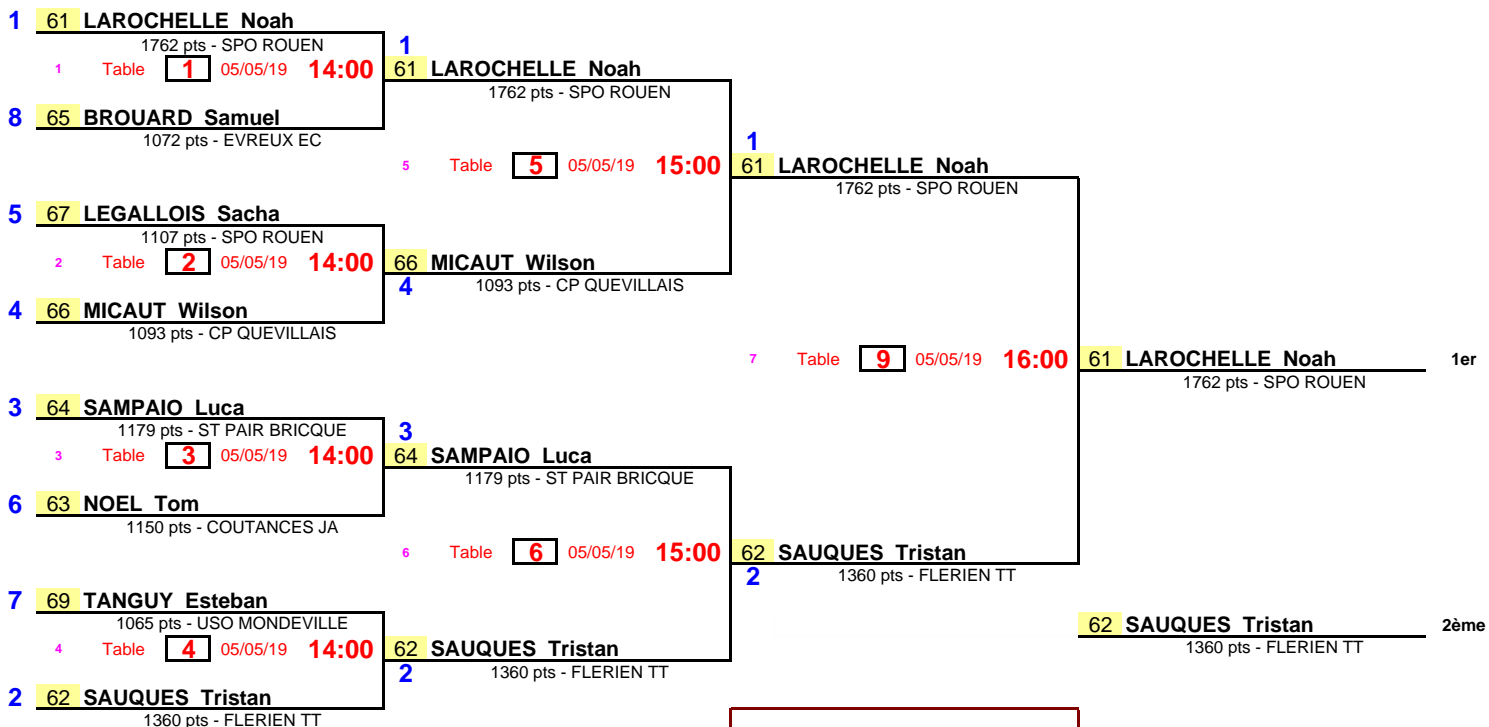 1 61 LAROCHELLE Noah
1762 pts - SPO ROUEN
1 Table 1 05/05/19 14:00
8 65 BROUARD Samuel
1072 pts - EVREUX EC
5 67 LEGALLOIS Sacha
1107 pts - SPO ROUEN
2 Table 2 05/05/19 14:00
4 66 MICAUT Wilson
1093 pts - CP QUEVILLAIS
3 64 SAMPAIO Luca
1179 pts - ST PAIR BRICQUE
3 Table 3 05/05/19 14:00
6 63 NOEL Tom
1150 pts - COUTANCES JA
7 69 TANGUY Esteban
1065 pts - USO MONDEVILLE
4 Table 4 05/05/19 14:00
2 62 SAUQUES Tristan
1360 pts - FLERIEN TT
1
61 LAROCHELLE Noah
1762 pts - SPO ROUEN
5 Table 5 05/05/19 15:00
66 MICAUT Wilson
4
1093 pts - CP QUEVILLAIS
3
64 SAMPAIO Luca
1179 pts - ST PAIR BRICQUE
6 Table 6 05/05/19 15:00
62 SAUQUES Tristan
2
1360 pts - FLERIEN TT
1
61 LAROCHELLE Noah
1762 pts - SPO ROUEN
7 Table 9 05/05/19 16:00
62 SAUQUES Tristan
2
1360 pts - FLERIEN TT
61 LAROCHELLE Noah 1er
1762 pts - SPO ROUEN
62 SAUQUES Tristan 2ème
1360 pts - FLERIEN TT